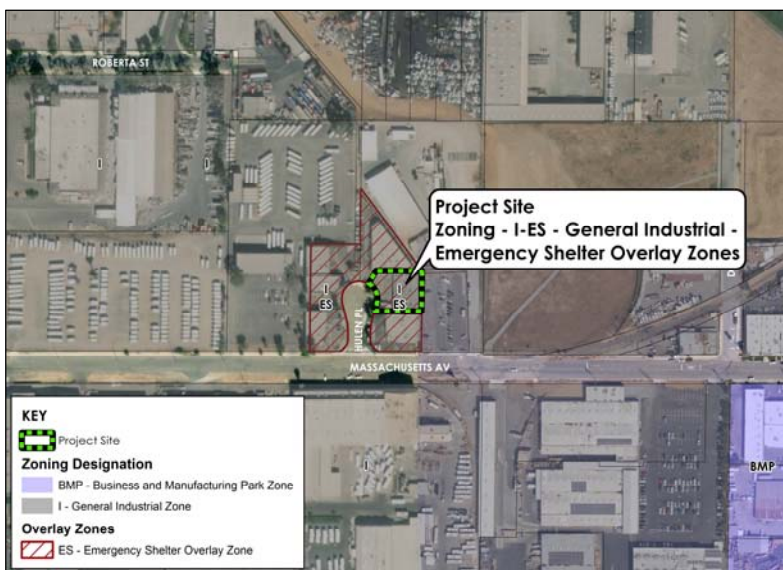 ROBERTA ST
I
I
Project Site
Zoning - I-ES - General Industrial -
Emergency Shelter Overlay Zones
I
ES
I
ES
HULEN PL
MASSACHUSETTS AV
KEY
Project Site
Zoning Designation
BMP - Business and Manufacturing Park Zone
I - General Industrial Zone
Overlay Zones
ES - Emergency Shelter Overlay Zone
I
BMP